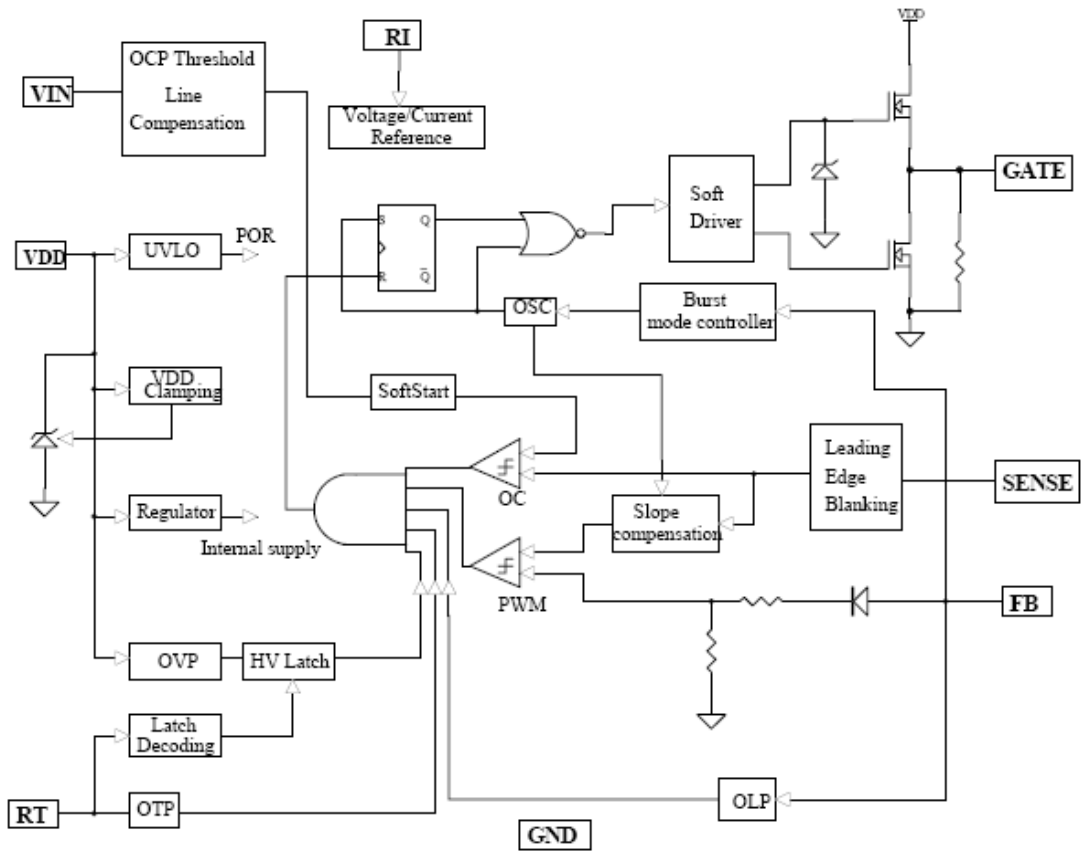 RI
VDD
OCP Threshold
Line
Compensation
VIN
Voltage/Current
Reference
GATE
Soft
Driver
S
Q
R
Q̅
POR
VDD
UVLO
OSC
Burst
mode controller
VDD
Clamping
SoftStart
Leading
Edge
Blanking
OC
SENSE
Regulator
Slope
compensation
Internal supply
PWM
FB
OVP
HV Latch
Latch
Decoding
RT
OTP
OLP
GND